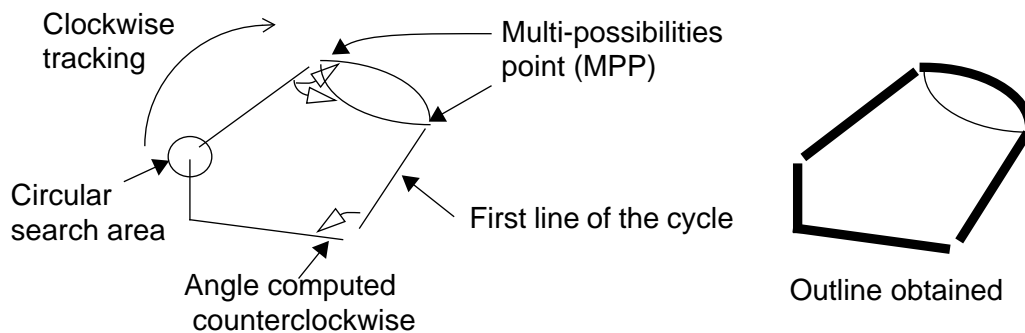 Clockwise
tracking
Multi-possibilities
point (MPP)
Circular
search area
First line of the cycle
Angle computed
counterclockwise
Outline obtained